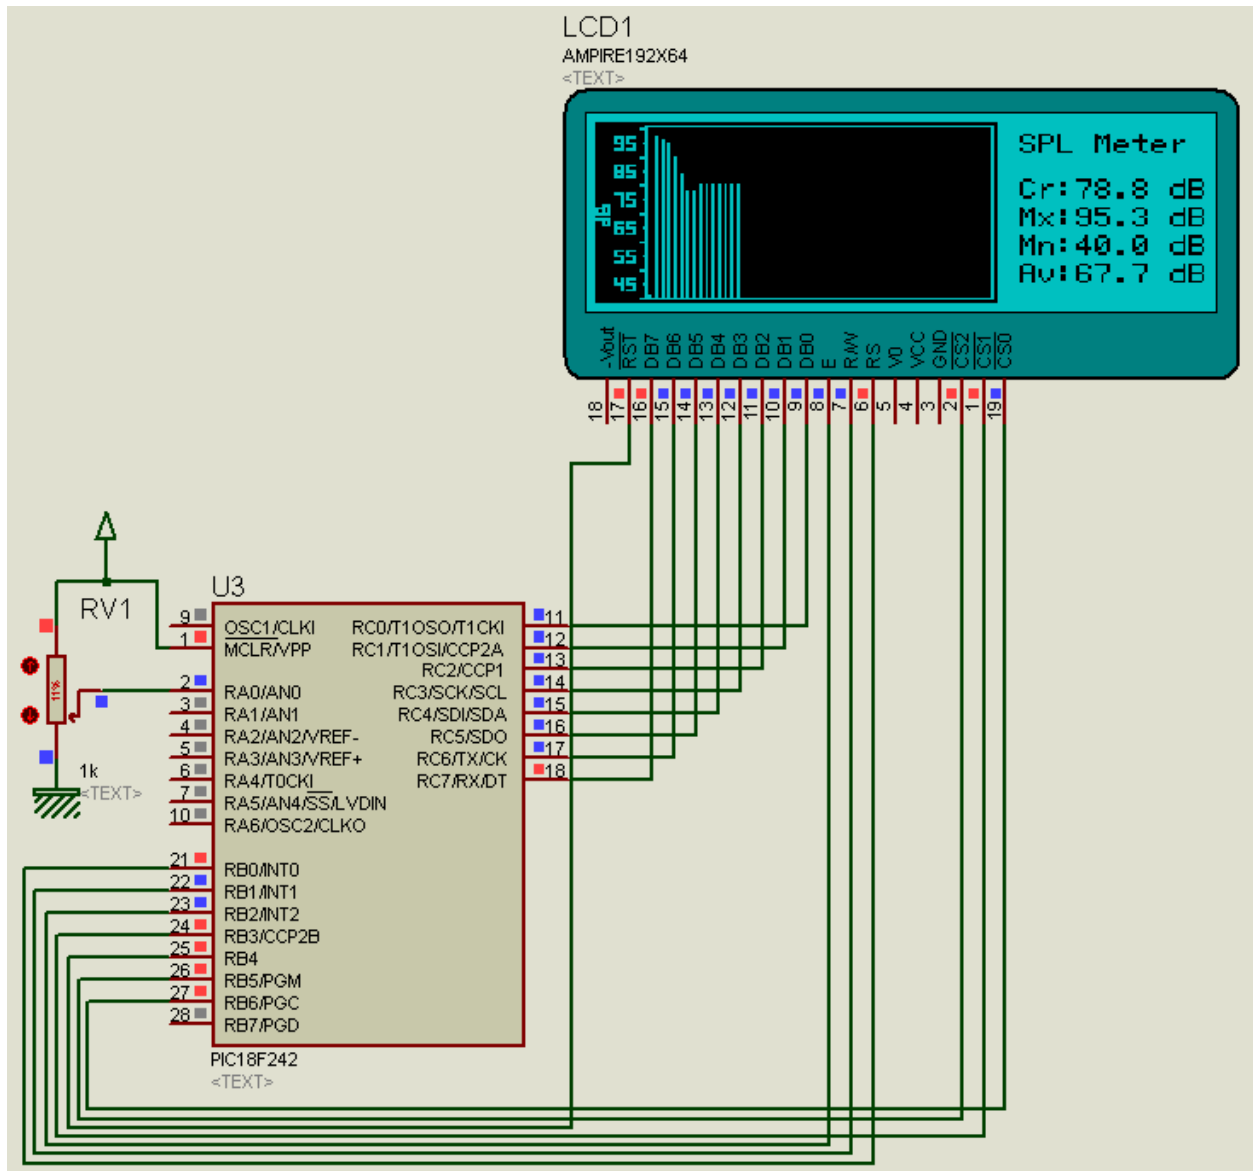 LCD1
AMPIRE192X64
<TEXT>
95
85
75
65
55
45
dB
SPL Meter
Cr:78.8 dB
Mx:95.3 dB
Mn:40.0 dB
Av:67.7 dB
-Vout
RST
DB7
DB6
DB5
DB4
DB3
DB2
DB1
DB0
E
R/W
RS
V0
VCC
GND
CS2
CS1
CS0
18
17
16
15
14
13
12
11
10
9
8
7
6
5
4
3
2
1
19
RV1
11%
1k
<TEXT>
U3
9
OSC1/CLKI
1
MCLR/VPP
2
RA0/AN0
3
RA1/AN1
4
RA2/AN2/VREF-
5
RA3/AN3/VREF+
6
RA4/T0CKI
7
RA5/AN4/SS/LVDIN
10
RA6/OSC2/CLKO
21
RB0/INT0
22
RB1/INT1
23
RB2/INT2
24
RB3/CCP2B
25
RB4
26
RB5/PGM
27
RB6/PGC
28
RB7/PGD
RC0/T1OSO/T1CKI
11
RC1/T1OSI/CCP2A
12
RC2/CCP1
13
RC3/SCK/SCL
14
RC4/SDI/SDA
15
RC5/SDO
16
RC6/TX/CK
17
RC7/RX/DT
18
PIC18F242
<TEXT>